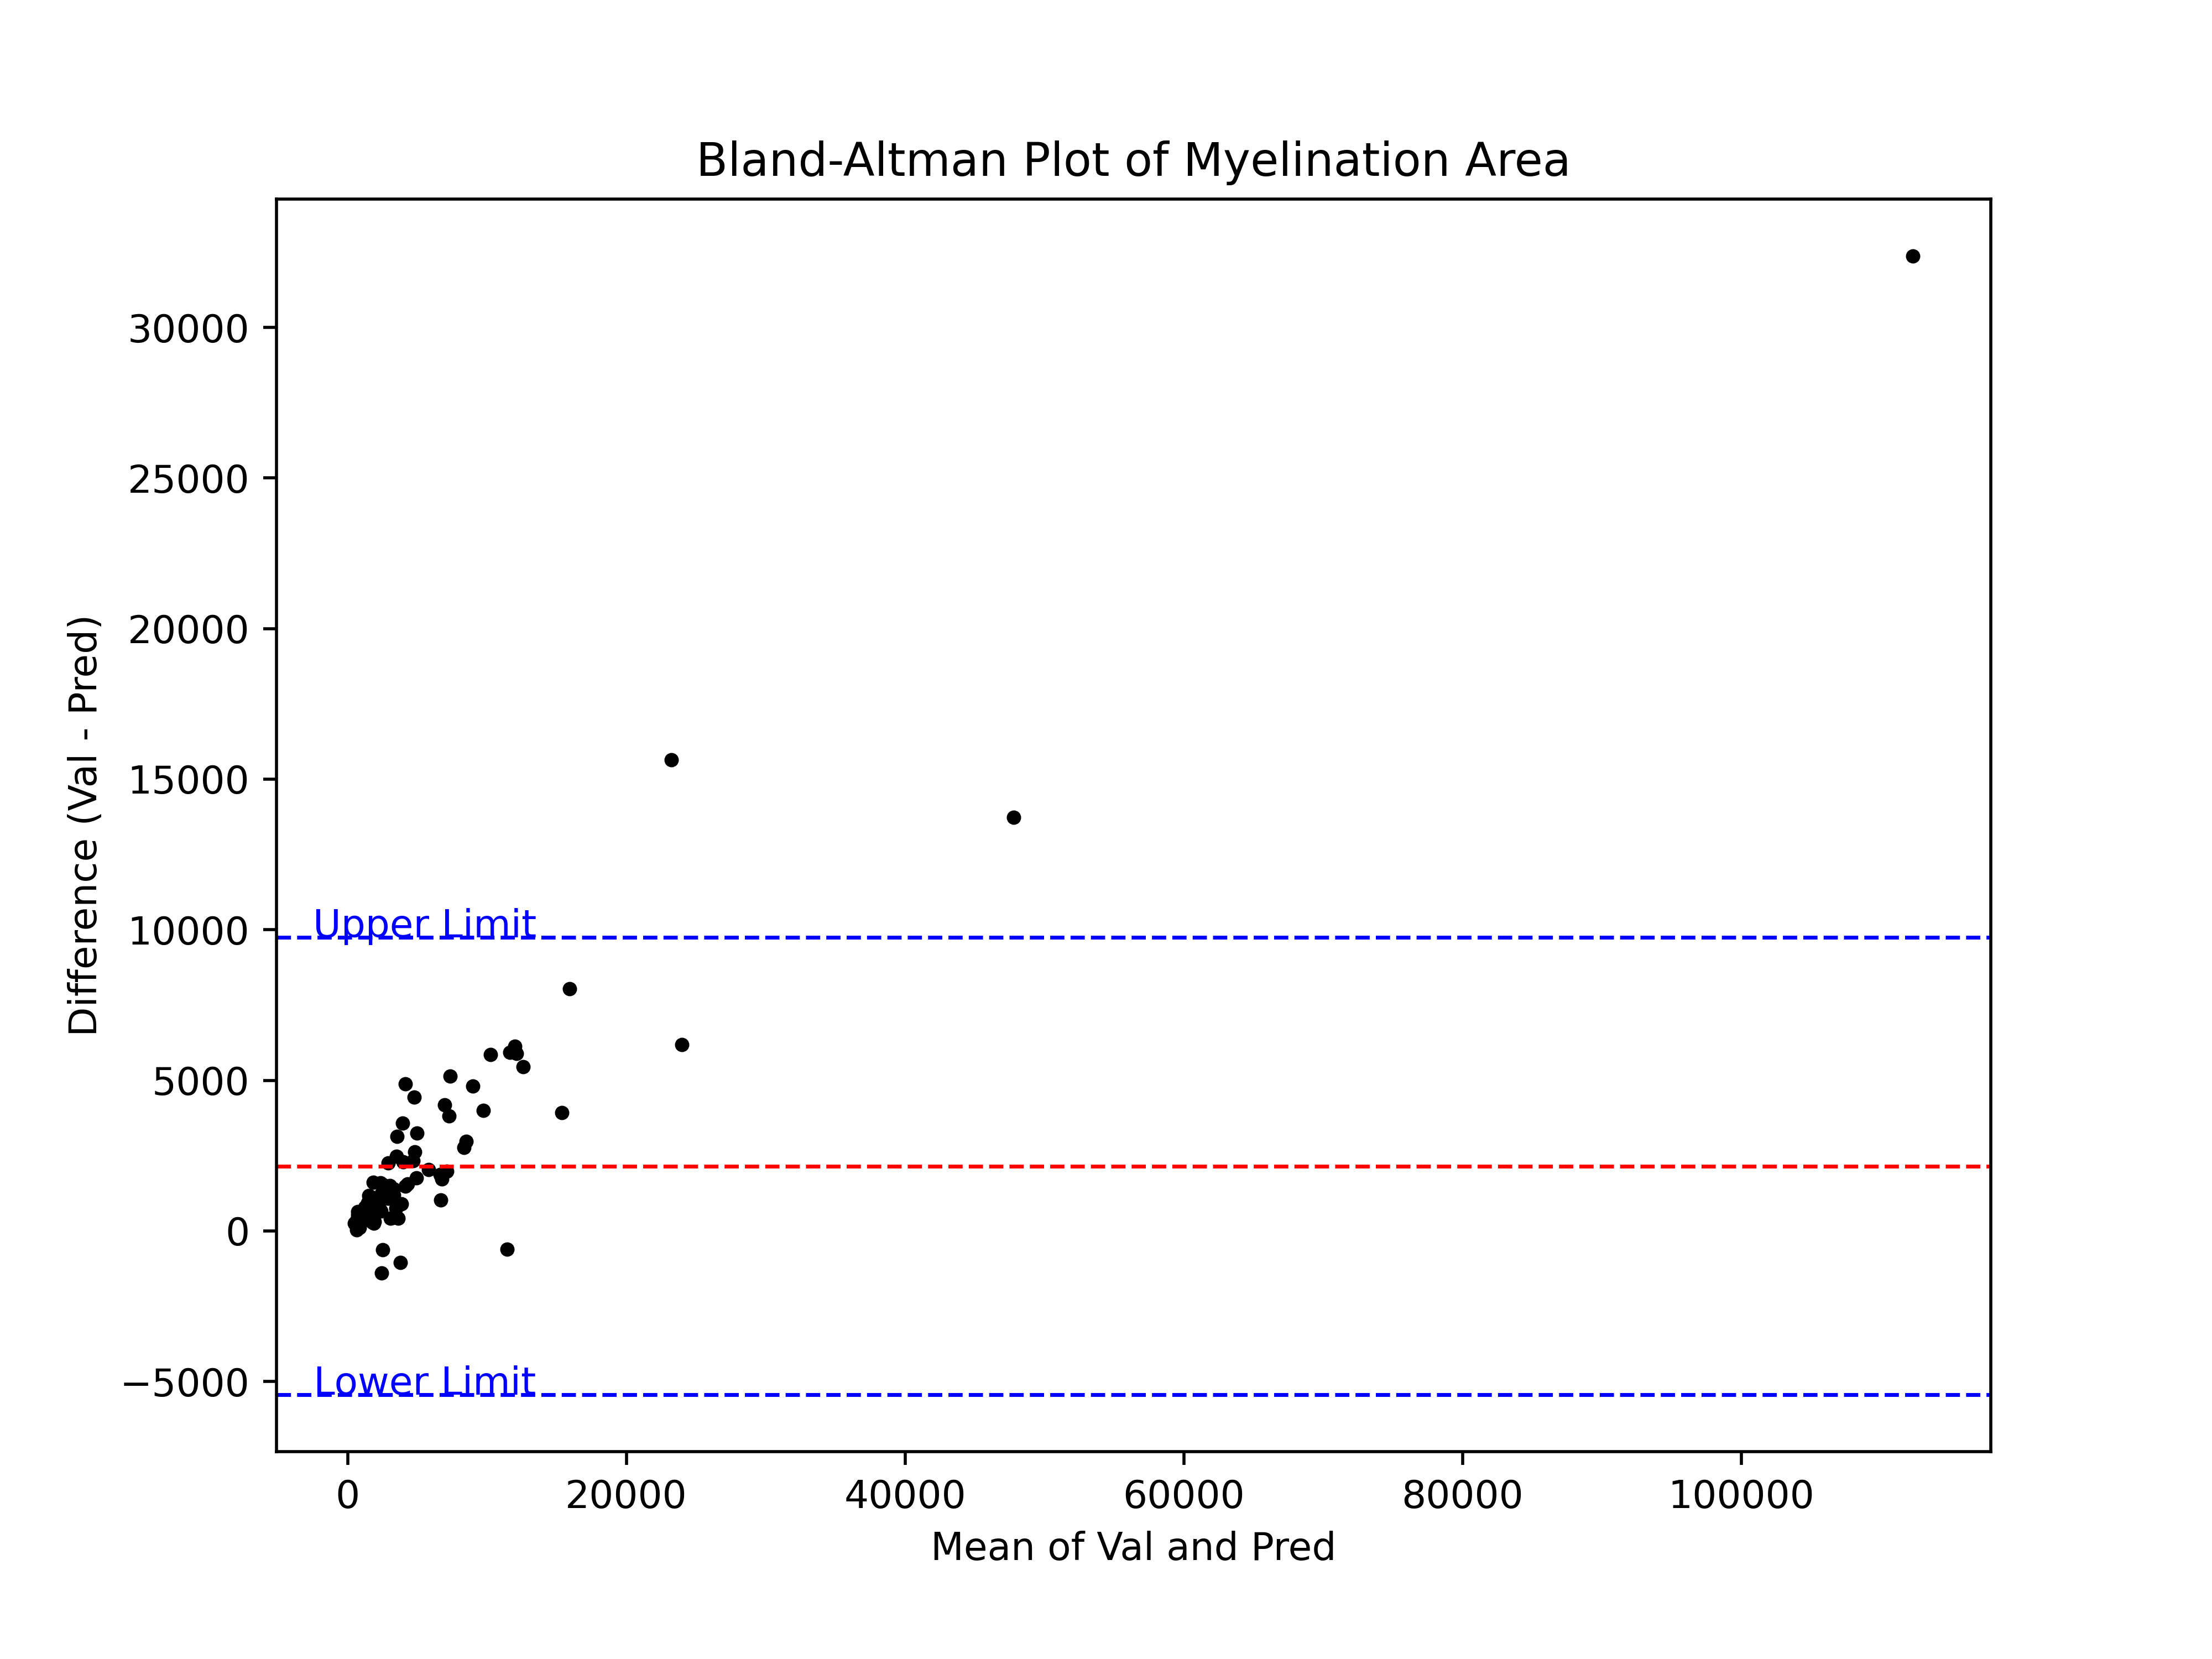 Bland-Altman Plot of Myelination Area
Difference (Val - Pred)
30000
25000
20000
15000
10000
5000
0
−5000
Upper Limit
Lower Limit
0 20000 40000 60000 80000 100000
Mean of Val and Pred